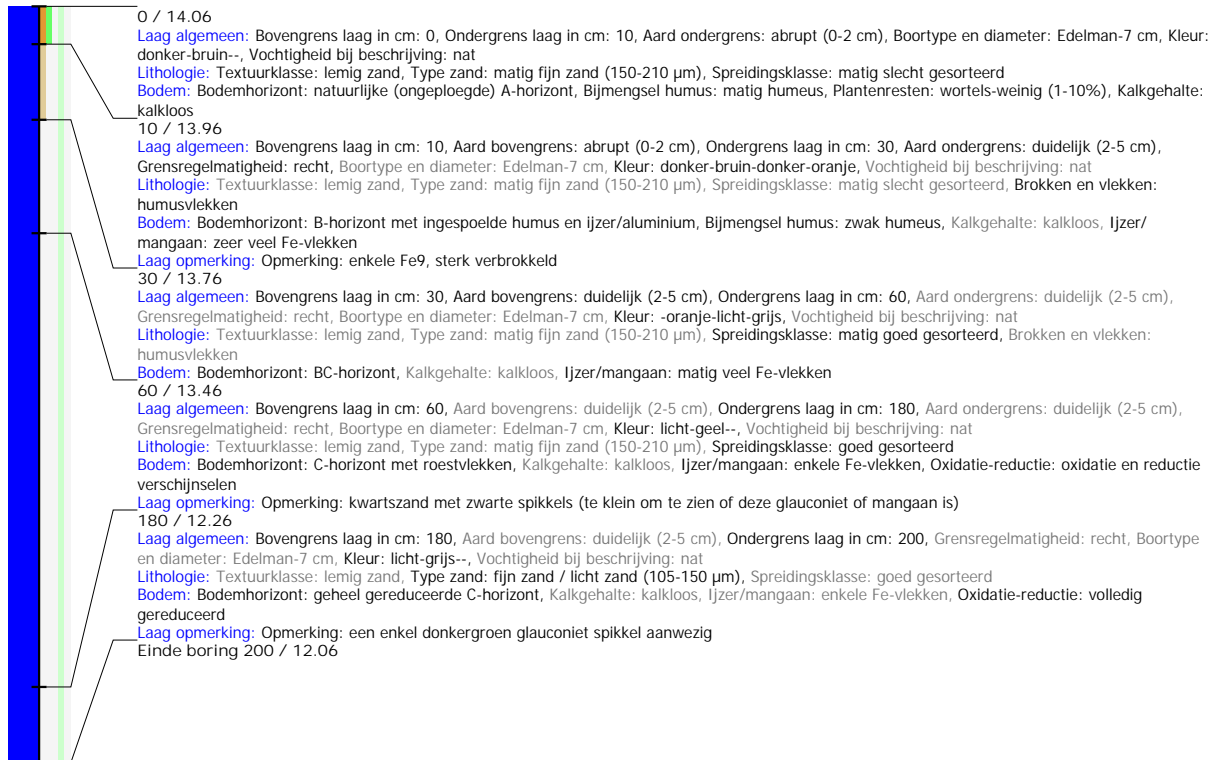 0 / 14.06
Laag algemeen: Bovengrens laag in cm: 0, Ondergrens laag in cm: 10, Aard ondergrens: abrupt (0-2 cm), Boortype en diameter: Edelman-7 cm, Kleur:
donker-bruin--, Vochtigheid bij beschrijving: nat
Lithologie: Textuurklasse: lemig zand, Type zand: matig fijn zand (150-210 µm), Spreidingsklasse: matig slecht gesorteerd
Bodem: Bodemhorizont: natuurlijke (ongeploegde) A-horizont, Bijmengsel humus: matig humeus, Plantenresten: wortels-weinig (1-10%), Kalkgehalte:
kalkloos
10 / 13.96
Laag algemeen: Bovengrens laag in cm: 10, Aard bovengrens: abrupt (0-2 cm), Ondergrens laag in cm: 30, Aard ondergrens: duidelijk (2-5 cm),
Grensregelmatigheid: recht, Boortype en diameter: Edelman-7 cm, Kleur: donker-bruin-donker-oranje, Vochtigheid bij beschrijving: nat
Lithologie: Textuurklasse: lemig zand, Type zand: matig fijn zand (150-210 µm), Spreidingsklasse: matig slecht gesorteerd, Brokken en vlekken:
humusvlekken
Bodem: Bodemhorizont: B-horizont met ingespoelde humus en ijzer/aluminium, Bijmengsel humus: zwak humeus, Kalkgehalte: kalkloos, Ijzer/
mangaan: zeer veel Fe-vlekken
Laag opmerking: Opmerking: enkele Fe9, sterk verbrokkeld
30 / 13.76
Laag algemeen: Bovengrens laag in cm: 30, Aard bovengrens: duidelijk (2-5 cm), Ondergrens laag in cm: 60, Aard ondergrens: duidelijk (2-5 cm),
Grensregelmatigheid: recht, Boortype en diameter: Edelman-7 cm, Kleur: -oranje-licht-grijs, Vochtigheid bij beschrijving: nat
Lithologie: Textuurklasse: lemig zand, Type zand: matig fijn zand (150-210 µm), Spreidingsklasse: matig goed gesorteerd, Brokken en vlekken:
humusvlekken
Bodem: Bodemhorizont: BC-horizont, Kalkgehalte: kalkloos, Ijzer/mangaan: matig veel Fe-vlekken
60 / 13.46
Laag algemeen: Bovengrens laag in cm: 60, Aard bovengrens: duidelijk (2-5 cm), Ondergrens laag in cm: 180, Aard ondergrens: duidelijk (2-5 cm),
Grensregelmatigheid: recht, Boortype en diameter: Edelman-7 cm, Kleur: licht-geel--, Vochtigheid bij beschrijving: nat
Lithologie: Textuurklasse: lemig zand, Type zand: matig fijn zand (150-210 µm), Spreidingsklasse: goed gesorteerd
Bodem: Bodemhorizont: C-horizont met roestvlekken, Kalkgehalte: kalkloos, Ijzer/mangaan: enkele Fe-vlekken, Oxidatie-reductie: oxidatie en reductie
verschijnselen
Laag opmerking: Opmerking: kwartszand met zwarte spikkels (te klein om te zien of deze glauconiet of mangaan is)
180 / 12.26
Laag algemeen: Bovengrens laag in cm: 180, Aard bovengrens: duidelijk (2-5 cm), Ondergrens laag in cm: 200, Grensregelmatigheid: recht, Boortype
en diameter: Edelman-7 cm, Kleur: licht-grijs--, Vochtigheid bij beschrijving: nat
Lithologie: Textuurklasse: lemig zand, Type zand: fijn zand / licht zand (105-150 µm), Spreidingsklasse: goed gesorteerd
Bodem: Bodemhorizont: geheel gereduceerde C-horizont, Kalkgehalte: kalkloos, Ijzer/mangaan: enkele Fe-vlekken, Oxidatie-reductie: volledig
gereduceerd
Laag opmerking: Opmerking: een enkel donkergroen glauconiet spikkel aanwezig
Einde boring 200 / 12.06